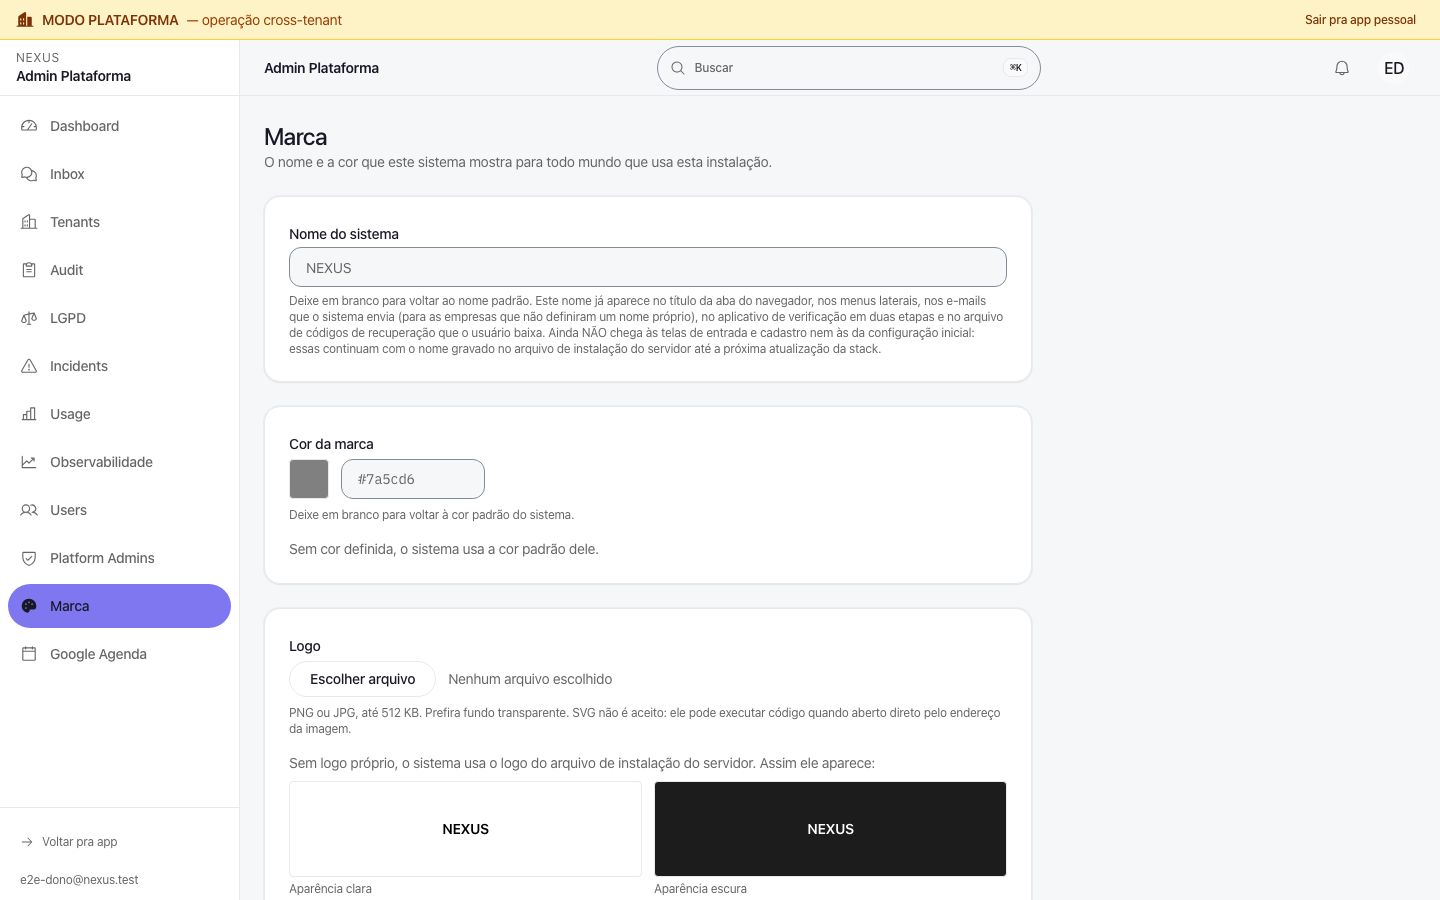 MODO PLATAFORMA — operação cross-tenant
Sair pra app pessoal
NEXUS
Admin Plataforma
Admin Plataforma
Buscar
⌘K
ED
Dashboard
Inbox
Tenants
Audit
LGPD
Incidents
Usage
Observabilidade
Users
Platform Admins
Marca
Google Agenda
Voltar pra app
e2e-dono@nexus.test
Marca
O nome e a cor que este sistema mostra para todo mundo que usa esta instalação.
Nome do sistema
NEXUS
Deixe em branco para voltar ao nome padrão. Este nome já aparece no título da aba do navegador, nos menus laterais, nos e-mails
que o sistema envia (para as empresas que não definiram um nome próprio), no aplicativo de verificação em duas etapas e no arquivo
de códigos de recuperação que o usuário baixa. Ainda NÃO chega às telas de entrada e cadastro nem às da configuração inicial:
essas continuam com o nome gravado no arquivo de instalação do servidor até a próxima atualização da stack.
Cor da marca
#7a5cd6
Deixe em branco para voltar à cor padrão do sistema.
Sem cor definida, o sistema usa a cor padrão dele.
Logo
Escolher arquivo
Nenhum arquivo escolhido
PNG ou JPG, até 512 KB. Prefira fundo transparente. SVG não é aceito: ele pode executar código quando aberto direto pelo endereço
da imagem.
Sem logo próprio, o sistema usa o logo do arquivo de instalação do servidor. Assim ele aparece:
NEXUS
NEXUS
Aparência clara
Aparência escura